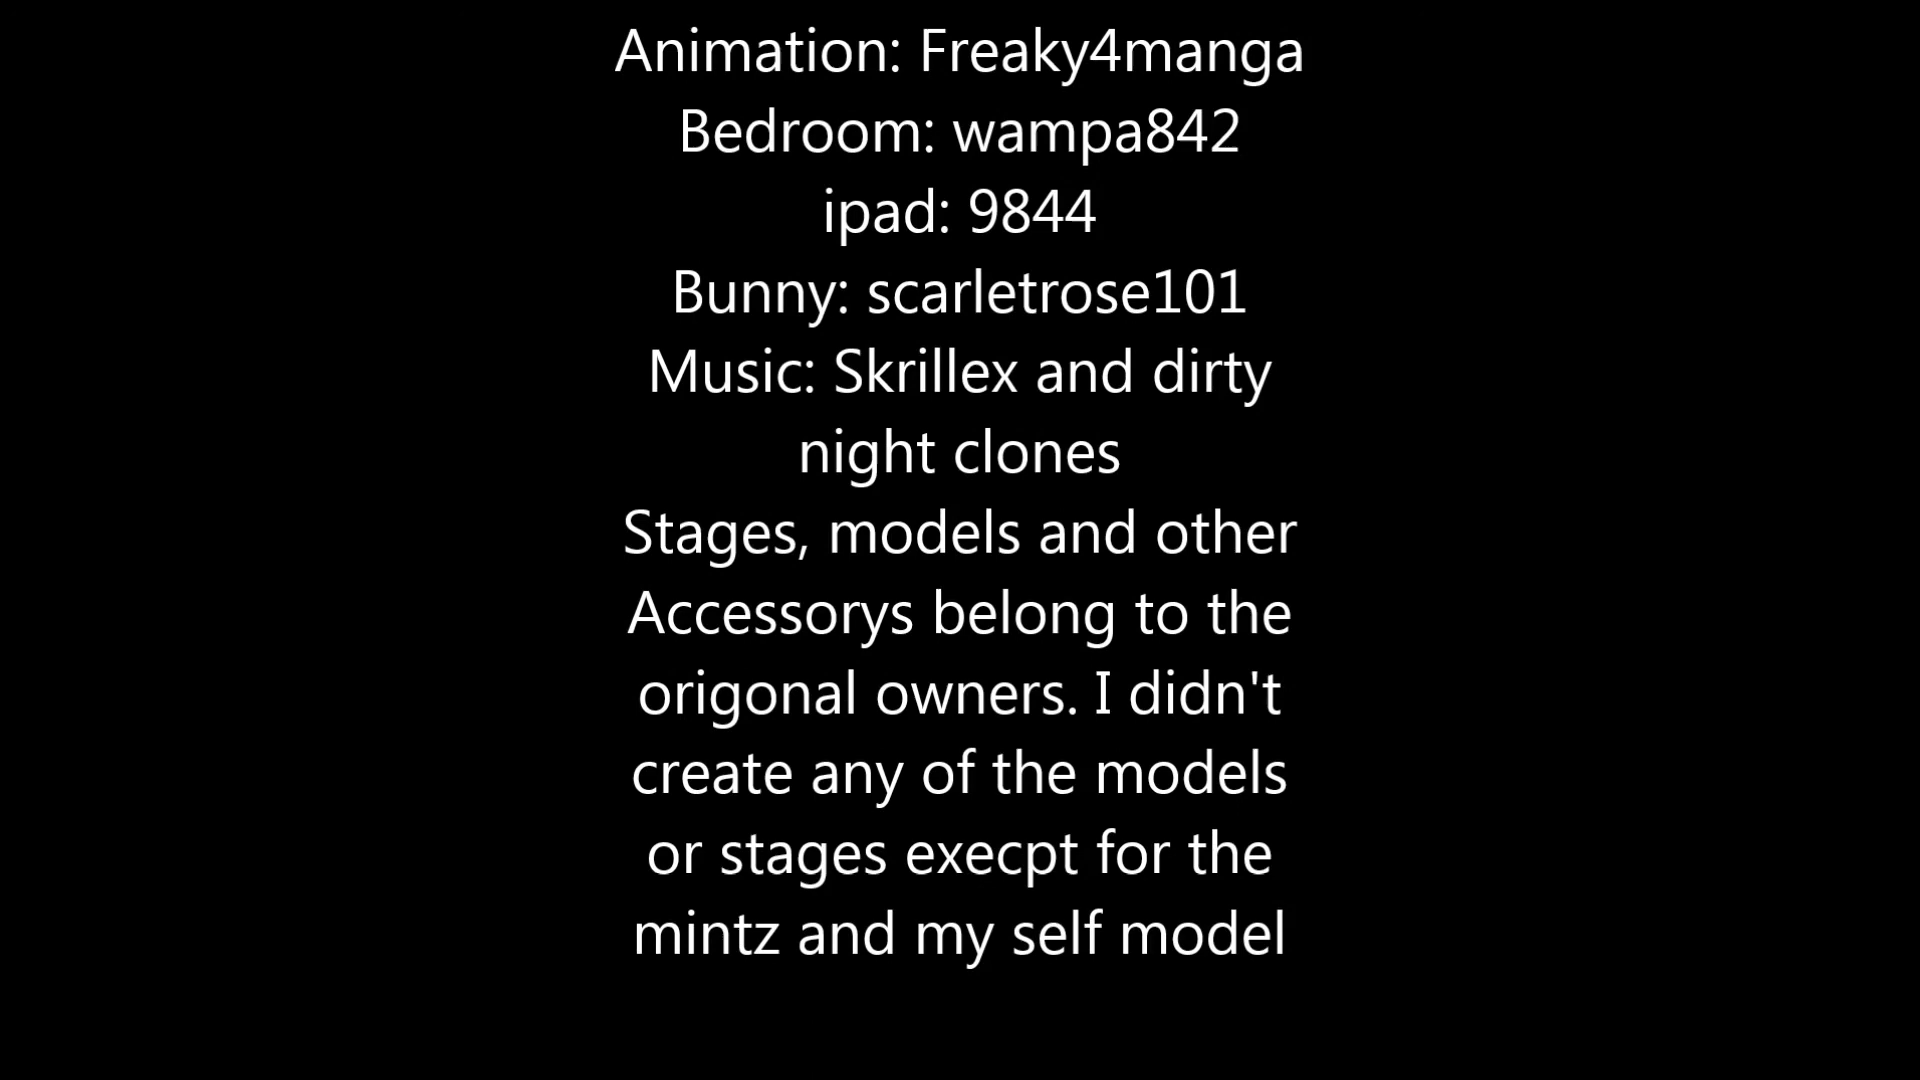 Animation: Freaky4manga
Bedroom: wampa842
ipad: 9844
Bunny: scarletrose101
Music: Skrillex and dirty
night clones
Stages, models and other
Accessorys belong to the
origonal owners. I didn't
create any of the models
or stages execpt for the
mintz and my self model